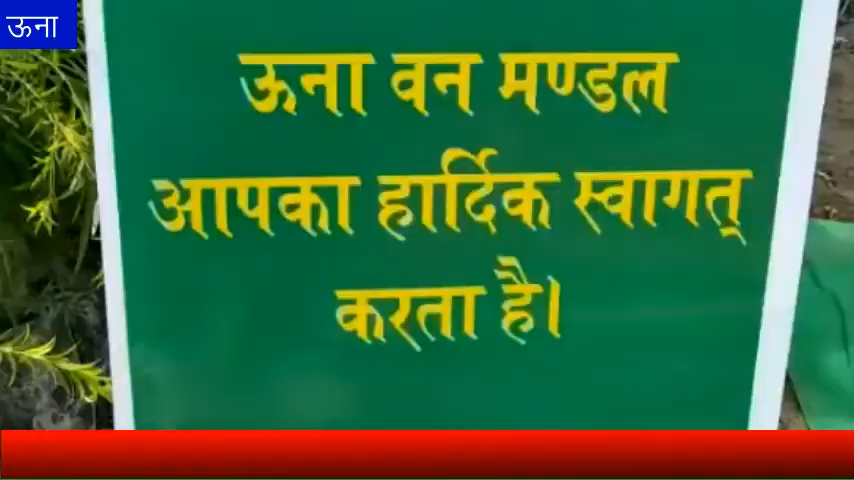 ऊना
ऊना वन मण्डल
आपका हार्दिक स्वागत्
करता है।